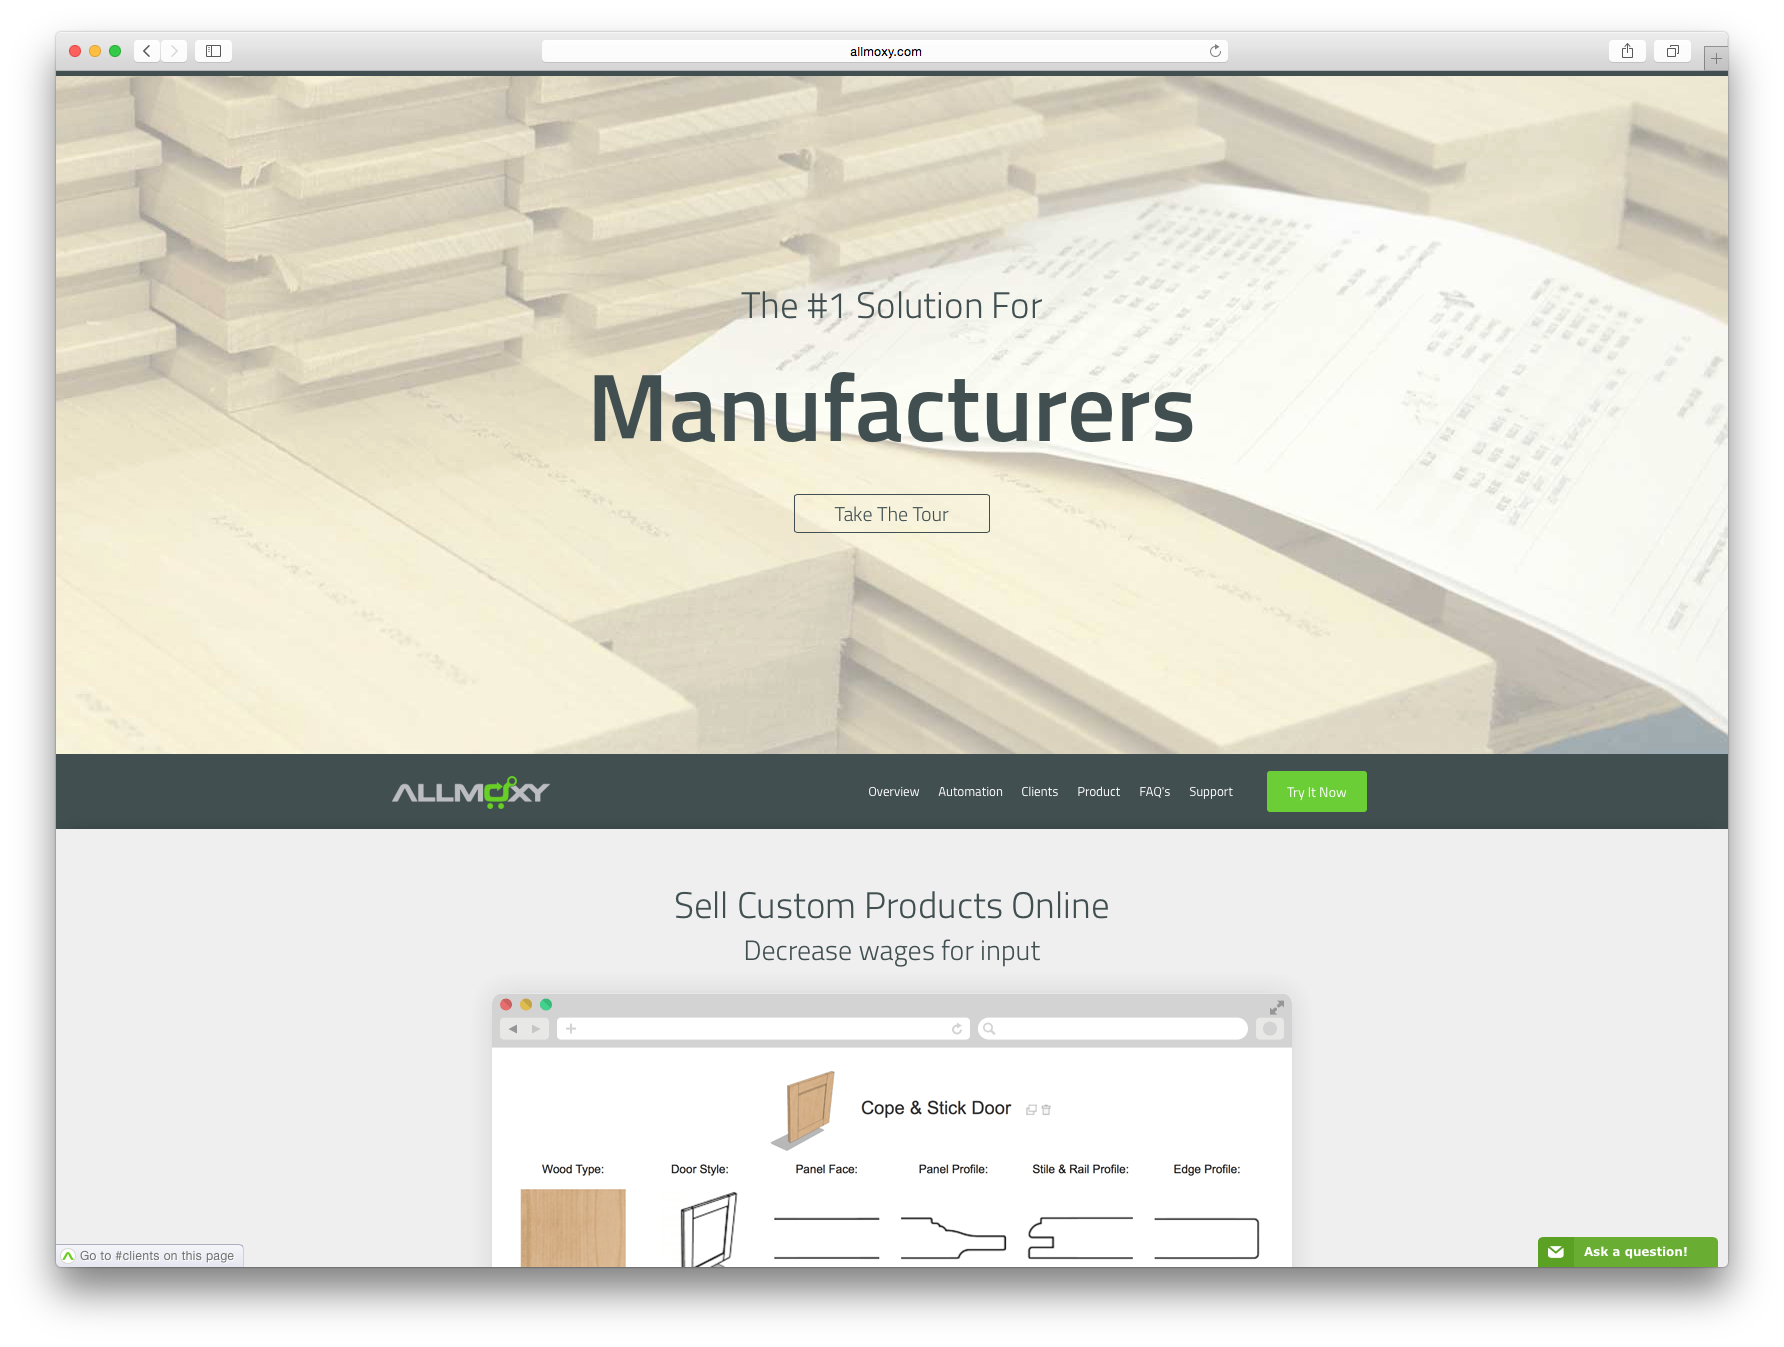 allmoxy.com
The #1 Solution For
Manufacturers
Take The Tour
ALLMOXY
Overview Automation Clients Product FAQ's Support Try It Now
Sell Custom Products Online
Decrease wages for input
Cope & Stick Door
Wood Type: Door Style: Panel Face: Panel Profile: Stile & Rail Profile: Edge Profile:
Go to #clients on this page
Ask a question!